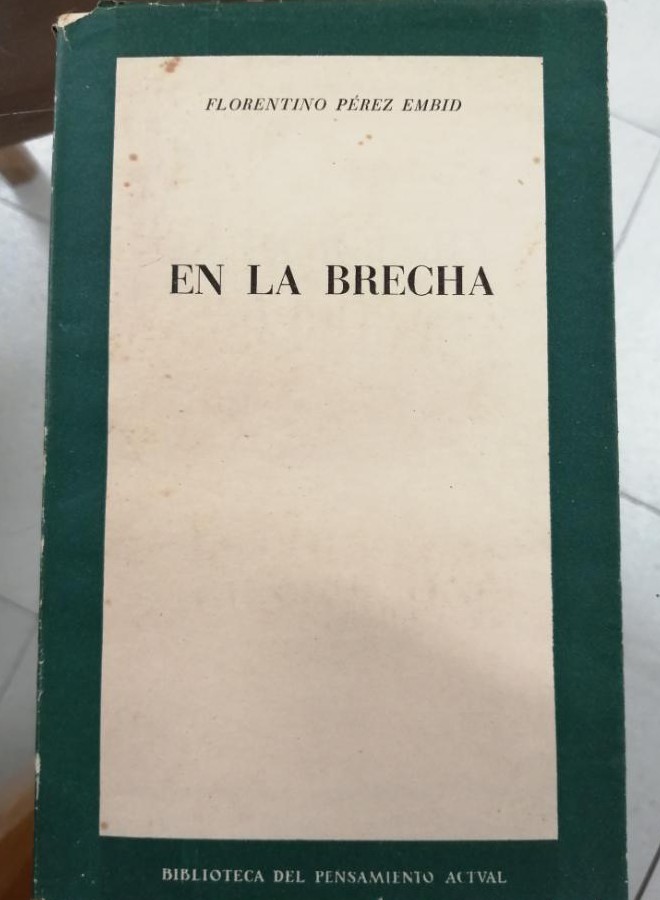 FLORENTINO PÉREZ EMBID
EN LA BRECHA
BIBLIOTECA DEL PENSAMIENTO ACTVAL